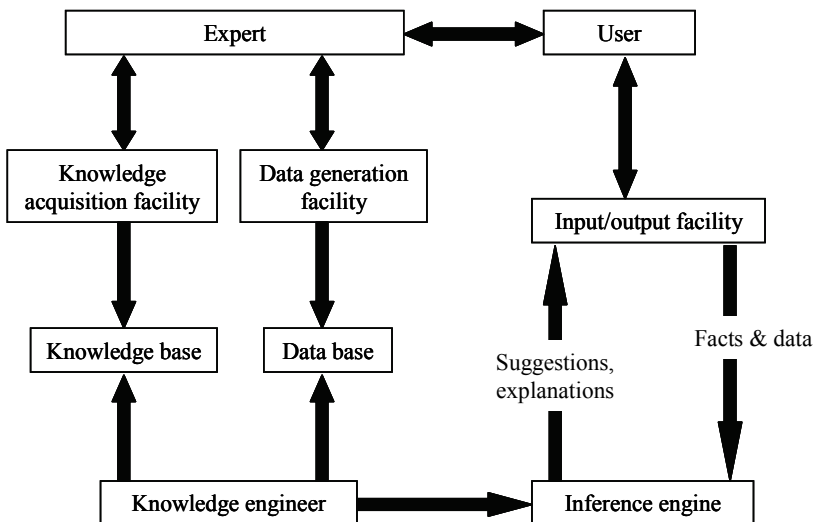 Expert
User
Knowledge
acquisition facility
Data generation
facility
Input/output facility
Knowledge base
Data base
Suggestions,
explanations
Facts & data
Knowledge engineer
Inference engine